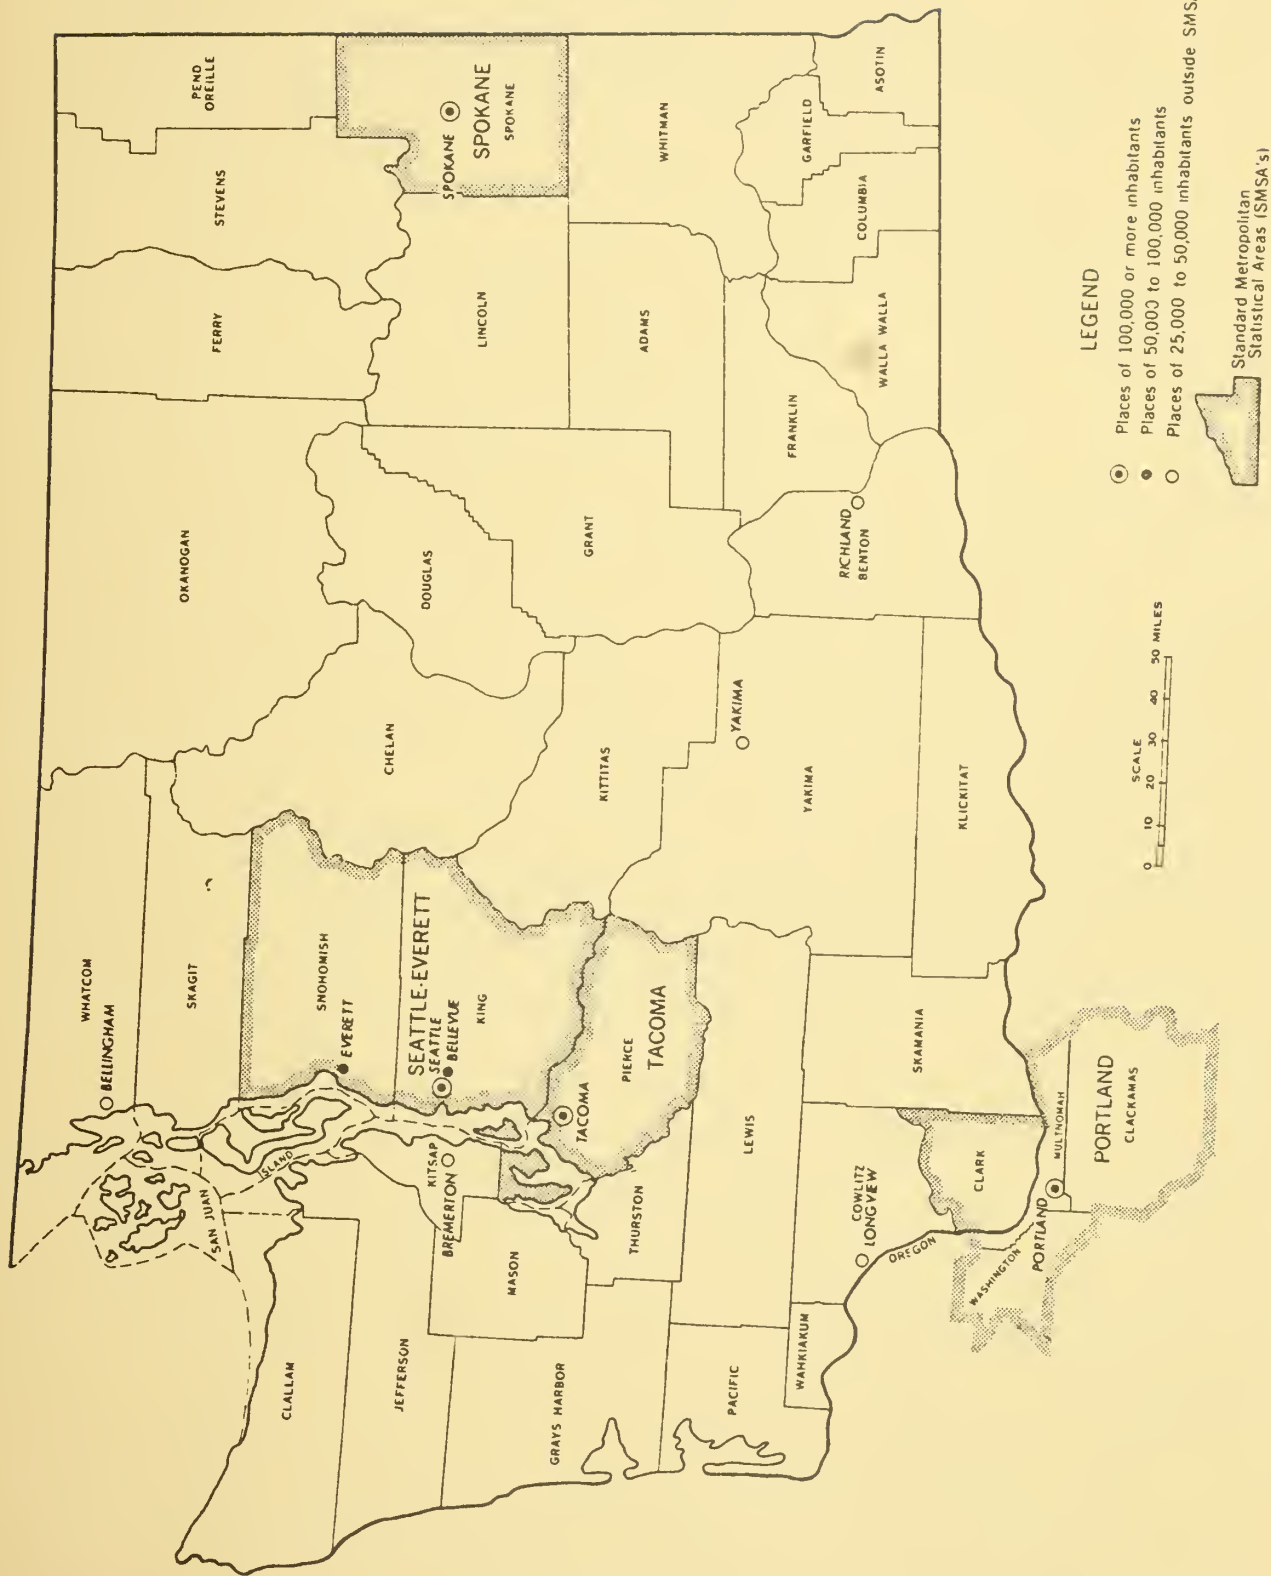 WHATCOM
BELLINGHAM
SKAGIT
SAN JUAN
ISLAND
SNOHOMISH
EVERETT
SEATTLE-EVERETT
SEATTLE
BELLEVUE
KING
CLALLAM
JEFFERSON
KITSAP
BREMERTON
MASON
GRAYS HARBOR
THURSTON
TACOMA
PIERCE
TACOMA
PACIFIC
LEWIS
WAHKIAKUM
COWLITZ
LONGVIEW
OREGON
CLARK
SKAMANIA
WASHINGTON
PORTLAND
MULTNOMAH
PORTLAND
CLACKAMAS
OKANOGAN
CHELAN
DOUGLAS
KITTITAS
GRANT
YAKIMA
YAKIMA
KLICKITAT
RICHLAND
BENTON
FERRY
STEVENS
PEND
OREILLE
LINCOLN
SPOKANE
SPOKANE
SPOKANE
ADAMS
WHITMAN
FRANKLIN
WALLA WALLA
COLUMBIA
GARFIELD
ASOTIN
SCALE
0 10 20 30 40 50 MILES
LEGEND
Places of 100,000 or more inhabitants
Places of 50,000 to 100,000 inhabitants
Places of 25,000 to 50,000 inhabitants outside SMSA
Standard Metropolitan
Statistical Areas (SMSA's)